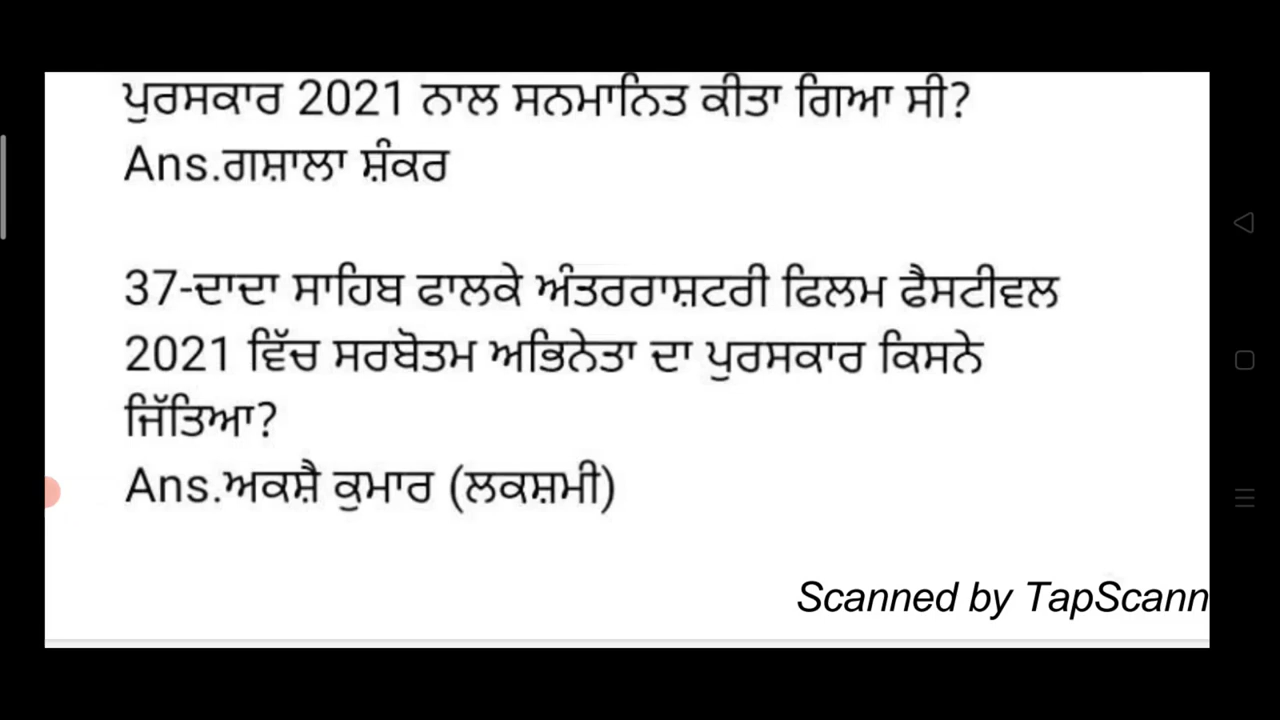 ਪੁਰਸਕਾਰ 2021 ਨਾਲ ਸਨਮਾਨਿਤ ਕੀਤਾ ਗਿਆ ਸੀ?
Ans.ਗਸ਼ਾਲਾ ਸ਼ੰਕਰ
37-ਦਾਦਾ ਸਾਹਿਬ ਫਾਲਕੇ ਅੰਤਰਰਾਸ਼ਟਰੀ ਫਿਲਮ ਫੈਸਟੀਵਲ
2021 ਵਿੱਚ ਸਰਬੋਤਮ ਅਭਿਨੇਤਾ ਦਾ ਪੁਰਸਕਾਰ ਕਿਸਨੇ
ਜਿੱਤਿਆ?
Ans.ਅਕਸ਼ੈ ਕੁਮਾਰ (ਲਕਸ਼ਮੀ)
Scanned by TapScann